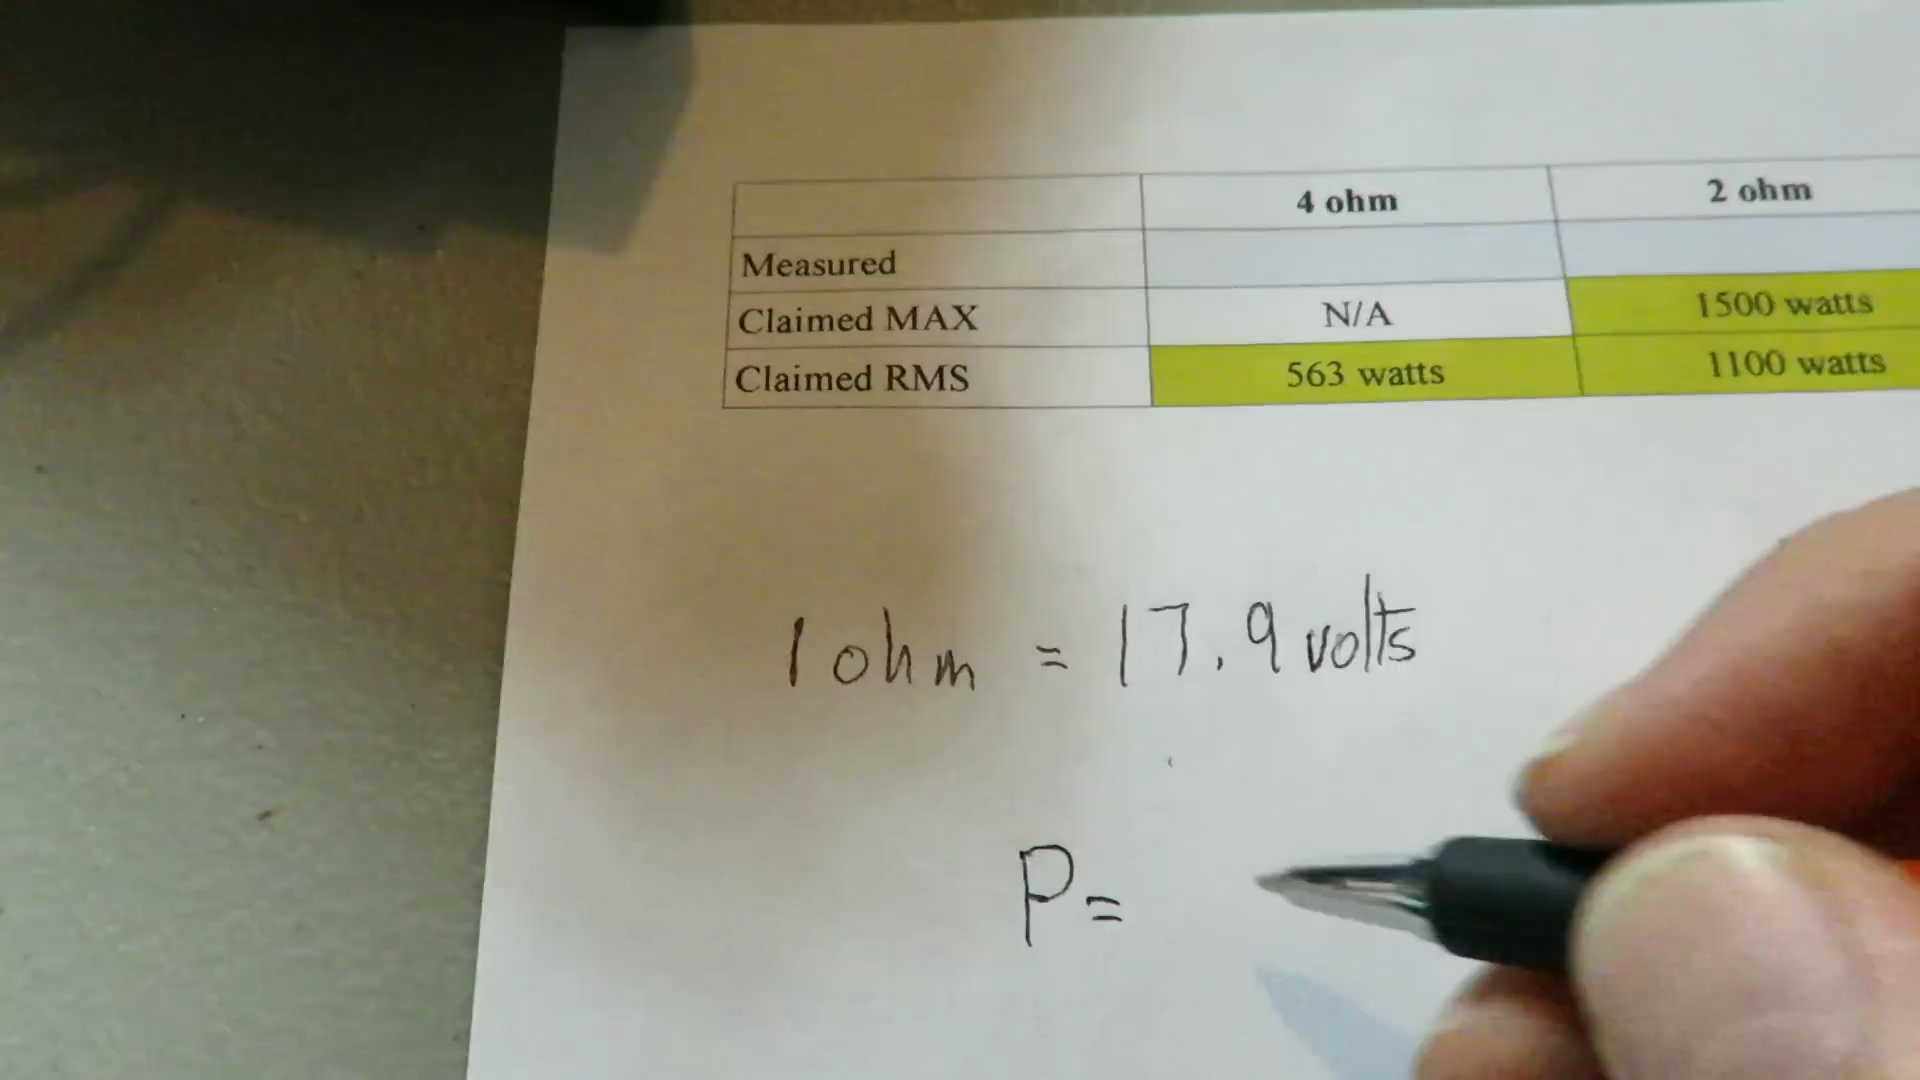 4 ohm 2 ohm
Measured
Claimed MAX N/A 1500 watts
Claimed RMS 563 watts 1100 watts
1 ohm = 17.9 volts
P=